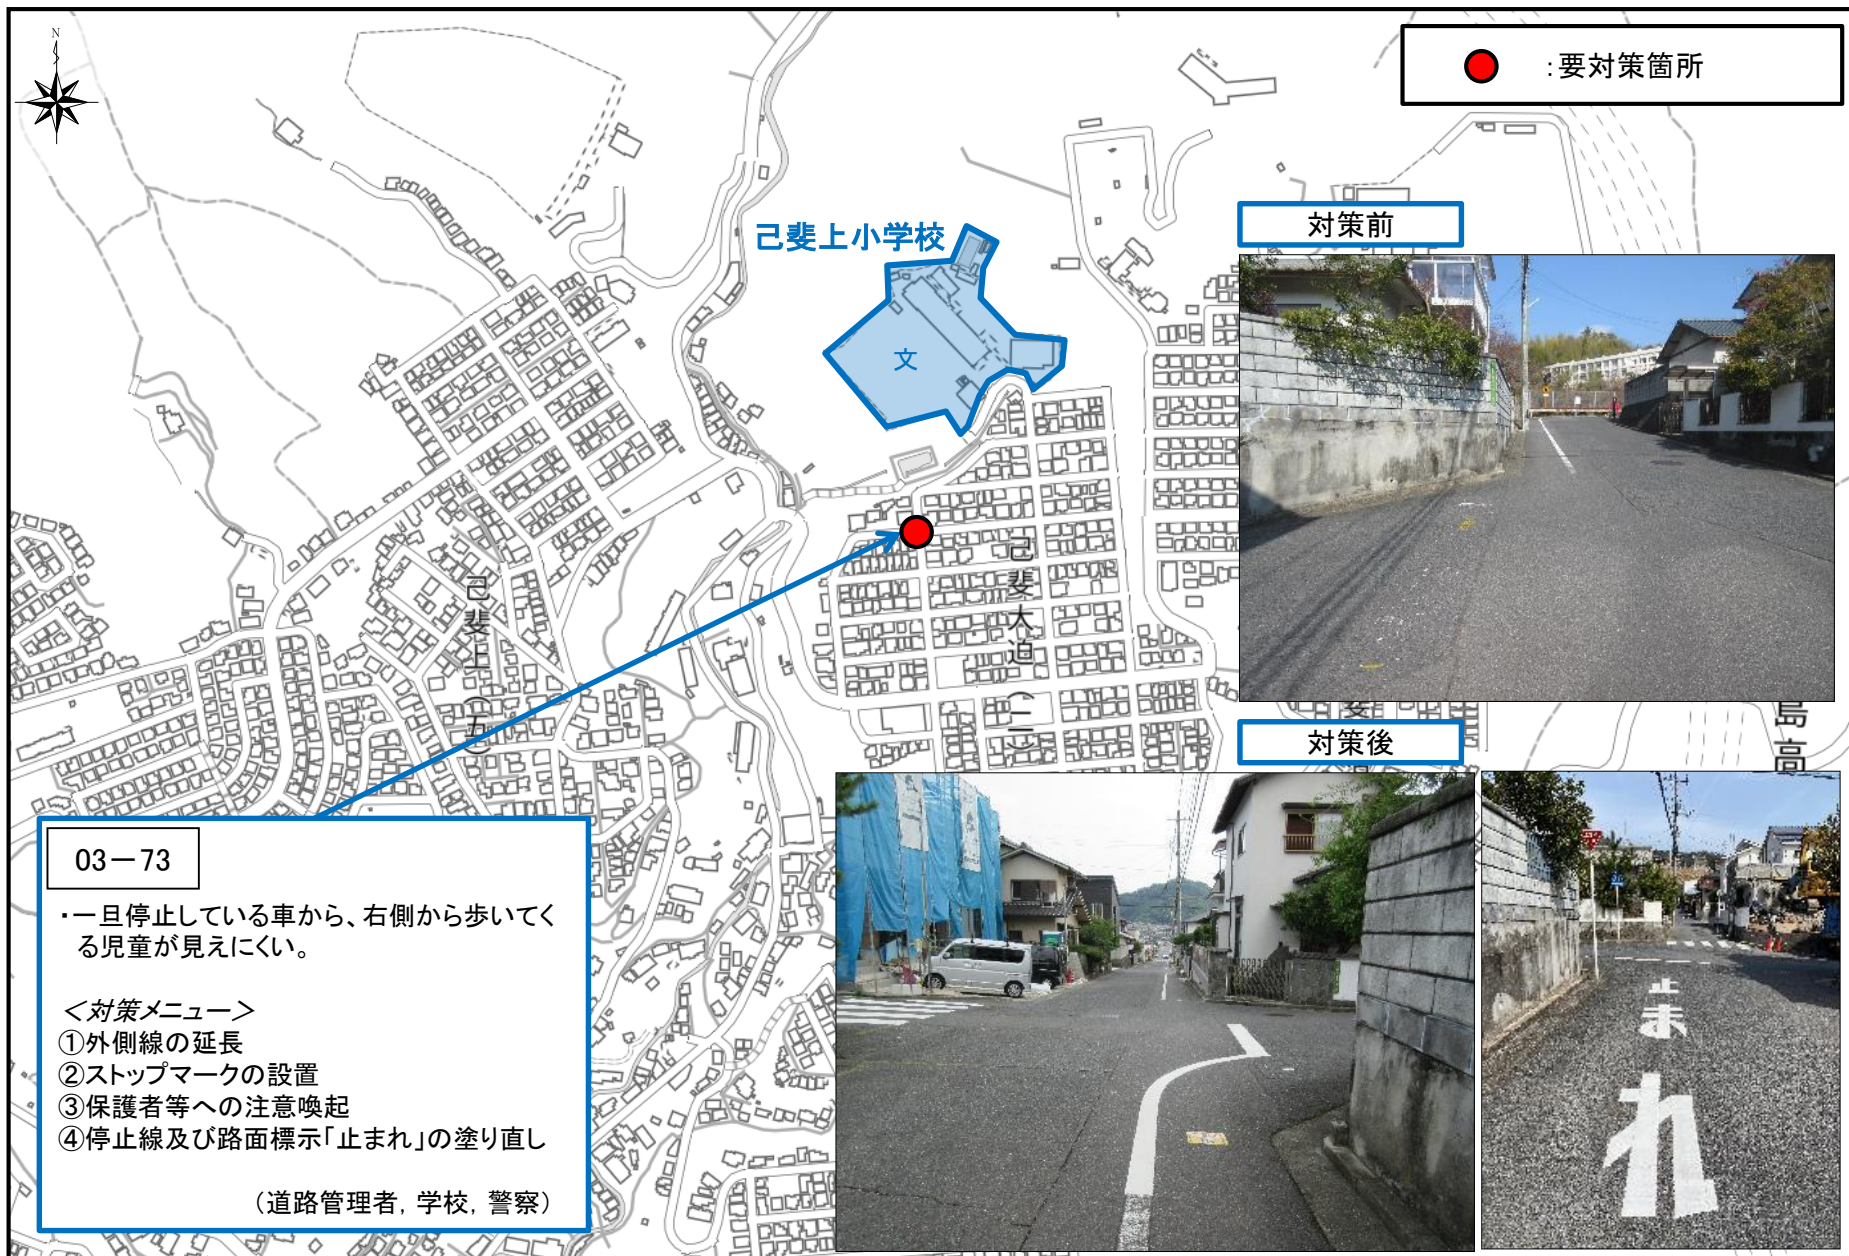 N
:要対策箇所
己斐上小学校
文
対策前
己斐上(五)
己斐大迫(二)
島高
対策後
03－73
・一旦停止している車から、右側から歩いてく
る児童が見えにくい。
＜対策メニュー＞
①外側線の延長
②ストップマークの設置
③保護者等への注意喚起
④停止線及び路面標示「止まれ」の塗り直し
（道路管理者, 学校, 警察）
止まれ